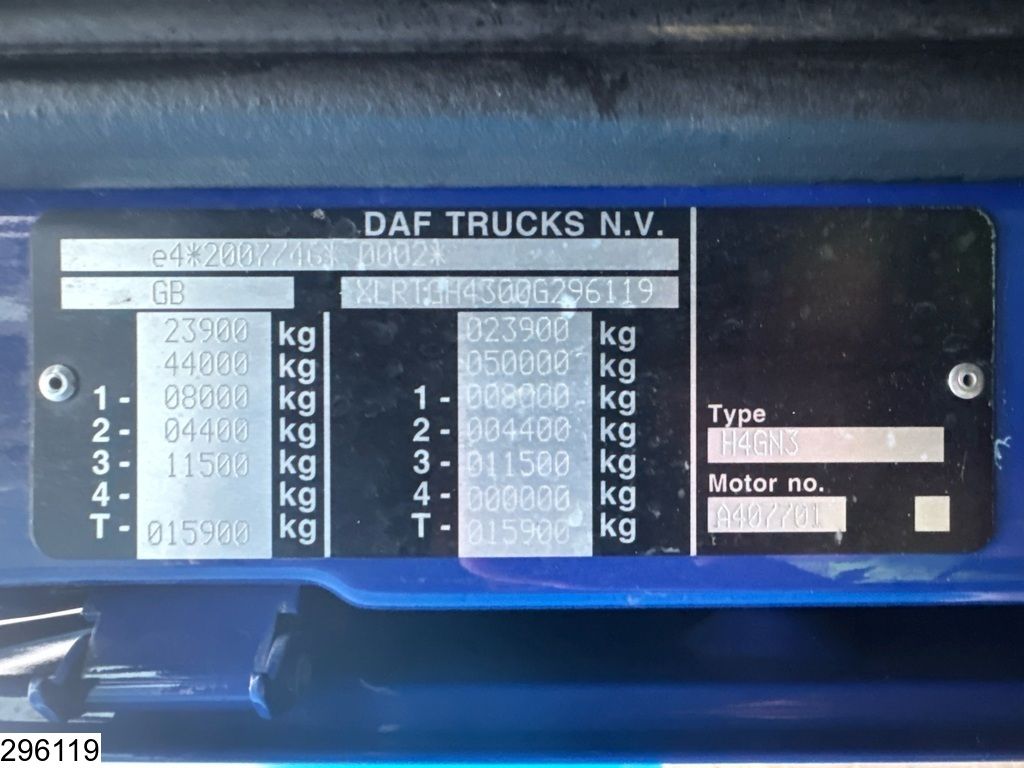 DAF TRUCKS N.V.
e4*2007/46* 0002*
GB *XLRTGH4300G296119
23900 kg 023900 kg
44000 kg 050000 kg
1 - 08000 kg 1 - 008000 kg
2 - 04400 kg 2 - 004400 kg
3 - 11500 kg 3 - 011500 kg
4 - kg 4 - 000000 kg
T - 015900 kg T - 015900 kg
Type
H4GN3
Motor no.
A407701
296119